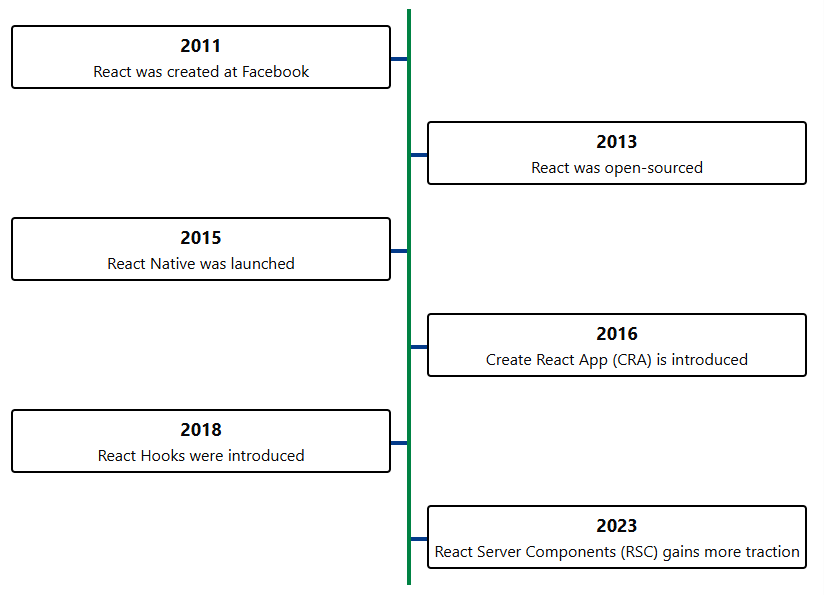 2011
React was created at Facebook
2013
React was open-sourced
2015
React Native was launched
2016
Create React App (CRA) is introduced
2018
React Hooks were introduced
2023
React Server Components (RSC) gains more traction